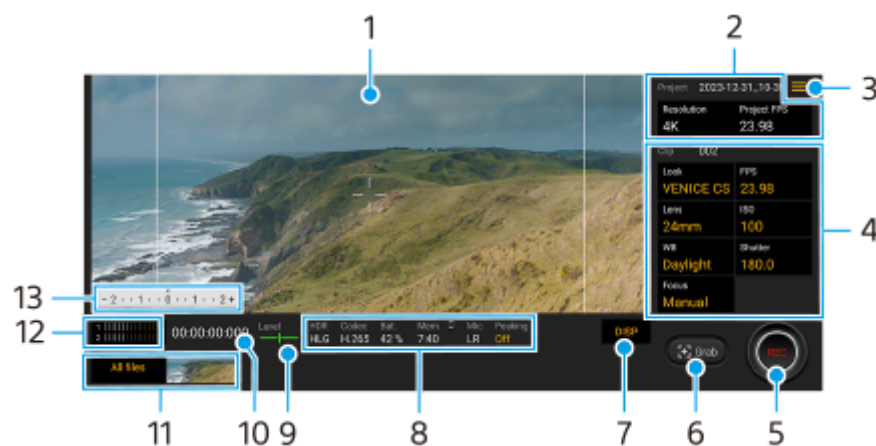 1
2
3
Project 2023-12-31_10-3
Resolution Project FPS
4K 23.98
Clip 002
Look FPS
VENICE CS 23.98
Lens ISO
24mm 100
WB Shutter
Daylight 180.0
Focus
Manual
4
13
-2··1··0··1··2+
12
1
2
00:00:00:000
Level
HDR Codec Bat. Mem. Mic Peaking
HLG H.265 42 % 7:40 LR Off
DISP
Grab
REC
All files
11
10
9
8
7
6
5